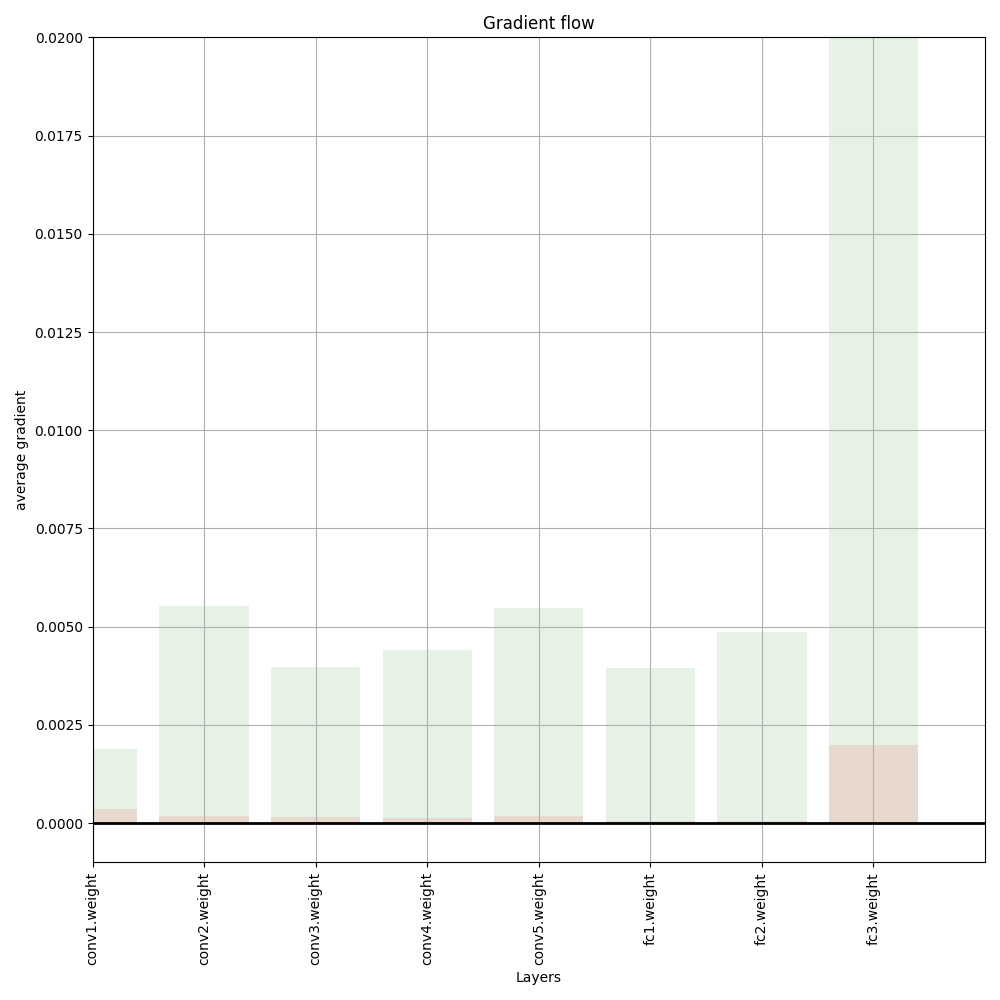 Gradient flow
0.0200
0.0175
0.0150
0.0125
0.0100
0.0075
0.0050
0.0025
0.0000
average gradient
conv1.weight
conv2.weight
conv3.weight
conv4.weight
conv5.weight
fc1.weight
fc2.weight
fc3.weight
Layers